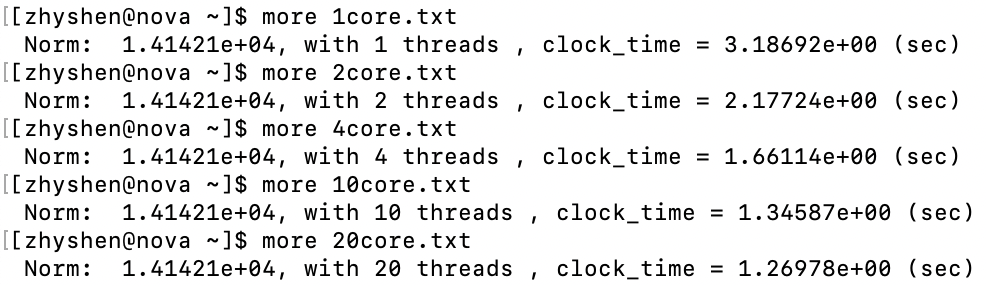 [[zhyshen@nova ~]$ more 1core.txt
Norm:  1.41421e+04, with 1 threads , clock_time = 3.18692e+00 (sec)
[[zhyshen@nova ~]$ more 2core.txt
Norm:  1.41421e+04, with 2 threads , clock_time = 2.17724e+00 (sec)
[[zhyshen@nova ~]$ more 4core.txt
Norm:  1.41421e+04, with 4 threads , clock_time = 1.66114e+00 (sec)
[[zhyshen@nova ~]$ more 10core.txt
Norm:  1.41421e+04, with 10 threads , clock_time = 1.34587e+00 (sec)
[[zhyshen@nova ~]$ more 20core.txt
Norm:  1.41421e+04, with 20 threads , clock_time = 1.26978e+00 (sec)